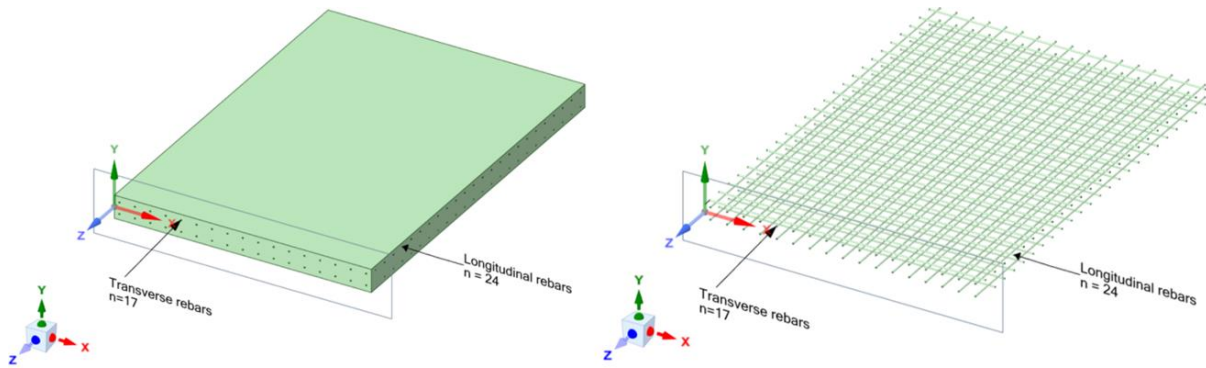 Y
X
Z
Transverse rebars
n=17
Longitudinal rebars
n = 24
Y
X
Z
Y
X
Z
Transverse rebars
n=17
Longitudinal rebars
n = 24
Y
X
Z